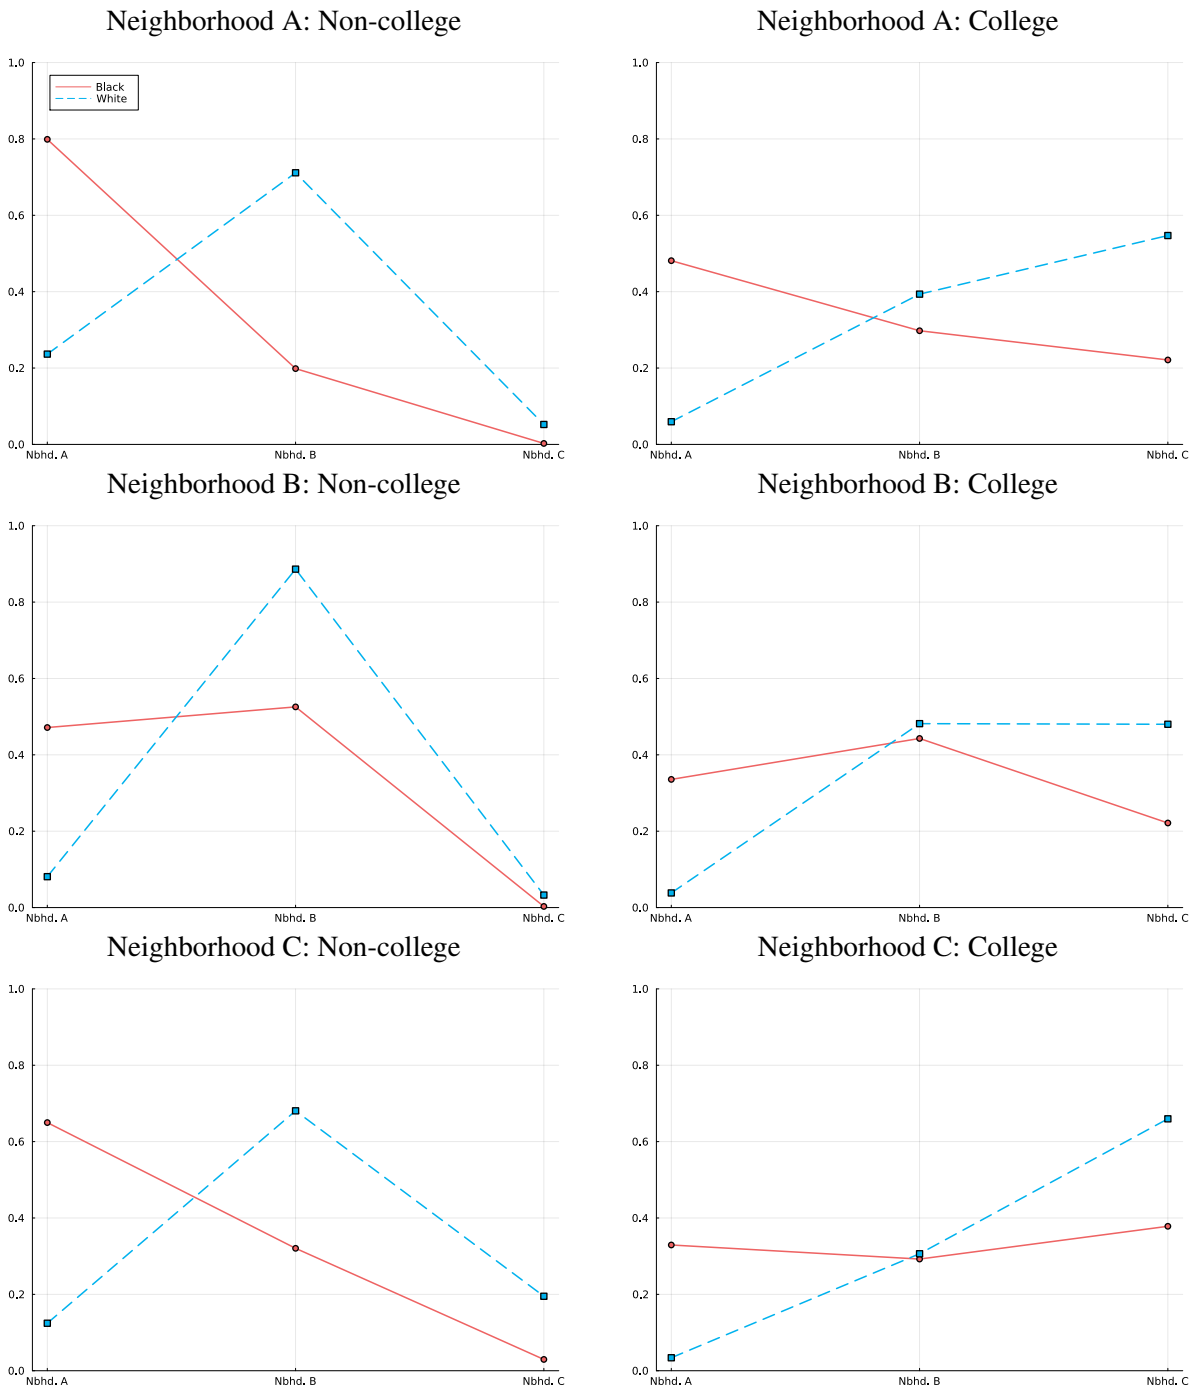 Neighborhood A: Non-college
1.0
0.8
0.6
0.4
0.2
0.0
Black
White
Nbhd. A
Nbhd. B
Nbhd. C
Neighborhood A: College
1.0
0.8
0.6
0.4
0.2
0.0
Nbhd. A
Nbhd. B
Nbhd. C
Neighborhood B: Non-college
1.0
0.8
0.6
0.4
0.2
0.0
Nbhd. A
Nbhd. B
Nbhd. C
Neighborhood B: College
1.0
0.8
0.6
0.4
0.2
0.0
Nbhd. A
Nbhd. B
Nbhd. C
Neighborhood C: Non-college
1.0
0.8
0.6
0.4
0.2
0.0
Nbhd. A
Nbhd. B
Nbhd. C
Neighborhood C: College
1.0
0.8
0.6
0.4
0.2
0.0
Nbhd. A
Nbhd. B
Nbhd. C